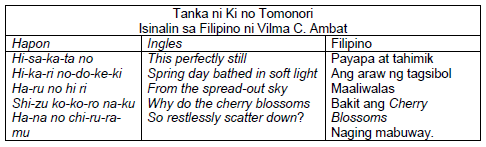 Tanka ni Ki no Tomonori
Isinalin sa Filipino ni Vilma C. Ambat
Hapon
Hi-sa-ka-ta no
Hi-ka-ri no-do-ke-ki
Ha-ru no hi ri
Shi-zu ko-ko-ro na-ku
Ha-na no chi-ru-ra-
mu
Ingles
This perfectly still
Spring day bathed in soft light
From the spread-out sky
Why do the cherry blossoms
So restlessly scatter down?
Filipino
Payapa at tahimik
Ang araw ng tagsibol
Maaliwalas
Bakit ang Cherry
Blossoms
Naging mabuway.